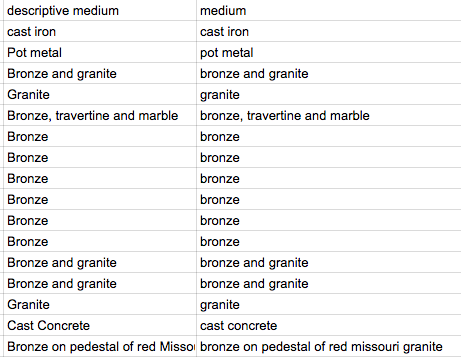 descriptive medium medium
cast iron cast iron
Pot metal pot metal
Bronze and granite bronze and granite
Granite granite
Bronze, travertine and marble bronze, travertine and marble
Bronze bronze
Bronze bronze
Bronze bronze
Bronze bronze
Bronze bronze
Bronze bronze
Bronze and granite bronze and granite
Bronze and granite bronze and granite
Granite granite
Cast Concrete cast concrete
Bronze on pedestal of red Missou bronze on pedestal of red missouri granite